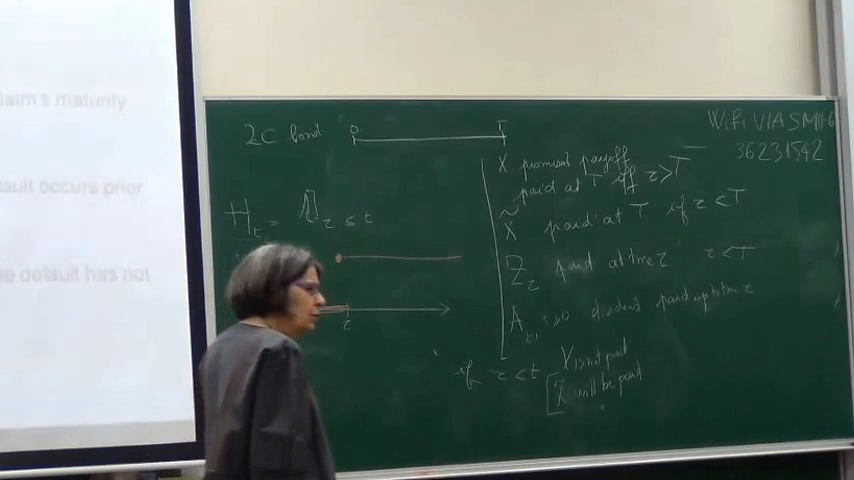 laim's maturity
ault occurs prior
e default has not
ZC bond
0 T
H_t = 1_{τ ≤ t}
τ
X promised payoff
paid at T iff τ > T
X̃ paid at T if τ < T
Z_τ paid at time τ τ < T
A_t, dividend paid up to time τ
if τ < t X is not paid
X̃ will be paid
WiFi VIASM
36231542